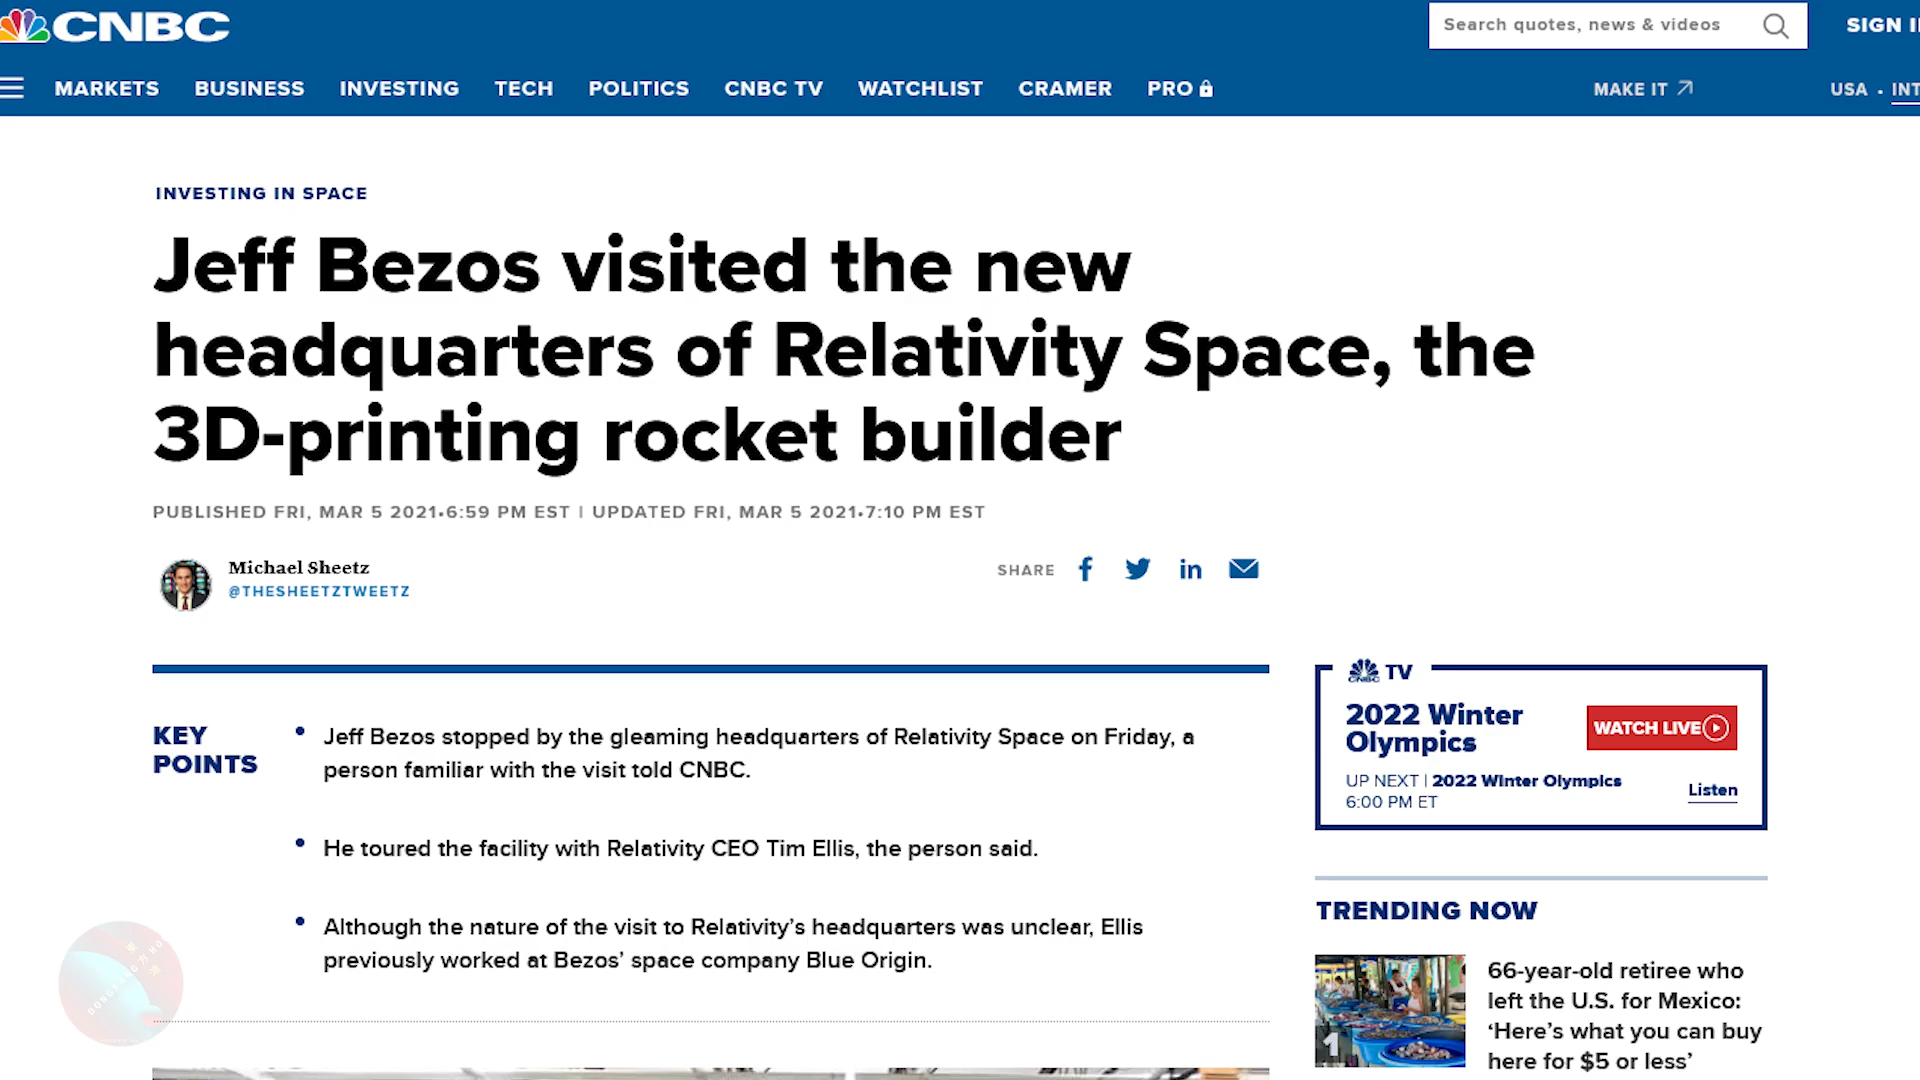 CNBC
Search quotes, news & videos
SIGN
MARKETS BUSINESS INVESTING TECH POLITICS CNBC TV WATCHLIST CRAMER PRO
MAKE IT
USA • INT
INVESTING IN SPACE
Jeff Bezos visited the new
headquarters of Relativity Space, the
3D-printing rocket builder
PUBLISHED FRI, MAR 5 2021•6:59 PM EST | UPDATED FRI, MAR 5 2021•7:10 PM EST
Michael Sheetz
@THESHEETZTWEETZ
SHARE
KEY
POINTS
• Jeff Bezos stopped by the gleaming headquarters of Relativity Space on Friday, a
person familiar with the visit told CNBC.
• He toured the facility with Relativity CEO Tim Ellis, the person said.
• Although the nature of the visit to Relativity’s headquarters was unclear, Ellis
previously worked at Bezos’ space company Blue Origin.
CNBC TV
2022 Winter
Olympics
WATCH LIVE
UP NEXT | 2022 Winter Olympics
6:00 PM ET
Listen
TRENDING NOW
1
66-year-old retiree who
left the U.S. for Mexico:
‘Here’s what you can buy
here for $5 or less’